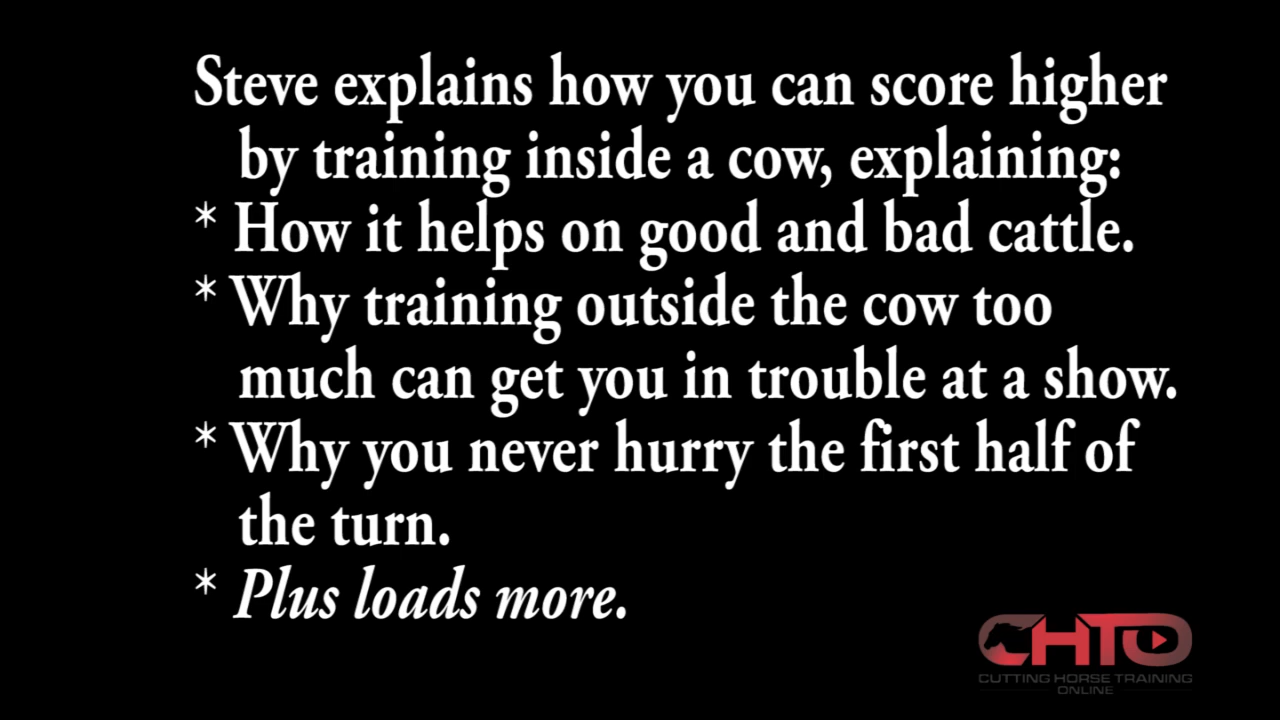 Steve explains how you can score higher
by training inside a cow, explaining:
* How it helps on good and bad cattle.
* Why training outside the cow too
much can get you in trouble at a show.
* Why you never hurry the first half of
the turn.
* Plus loads more.
CHTO
CUTTING HORSE TRAINING
ONLINE